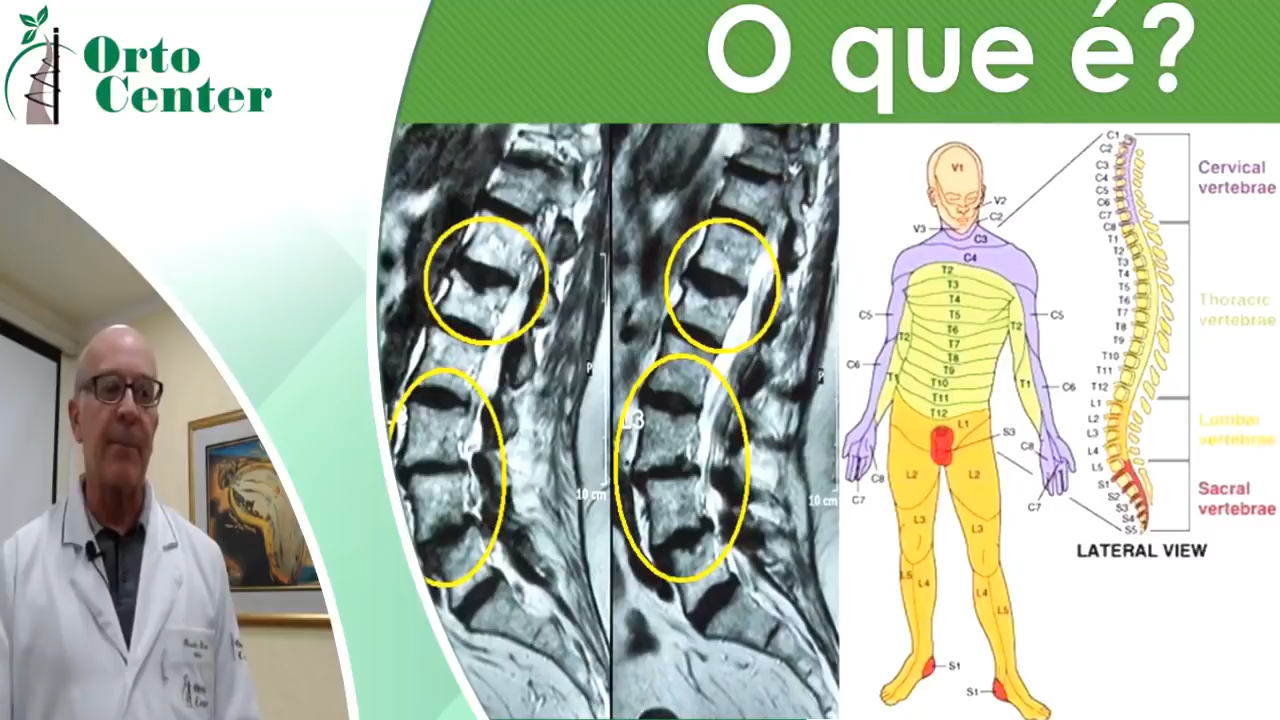 Orto
Center
O que é?
L3
L3
P
P
10 cm
10 cm
V1
V2
C2
V3
C3
C4
T2
T3
T4
C5
T5
C5
T2
T6
T2
T7
T8
C6
T9
T1
T10
T1
C6
T11
T12
L1
S3
C8
C8
C7
C7
L2
L2
L3
L3
L5
L4
L4
L5
S1
S1
C1
C2
C3
C4
C5
C6
C7
C8
T1
T2
T3
T4
T5
T6
T7
T8
T9
T10
T11
T12
L1
L2
L3
L4
L5
S1
S2
S3
S4
S5
Cervical
vertebrae
Thoracic
vertebrae
Lumbar
vertebrae
Sacral
vertebrae
LATERAL VIEW